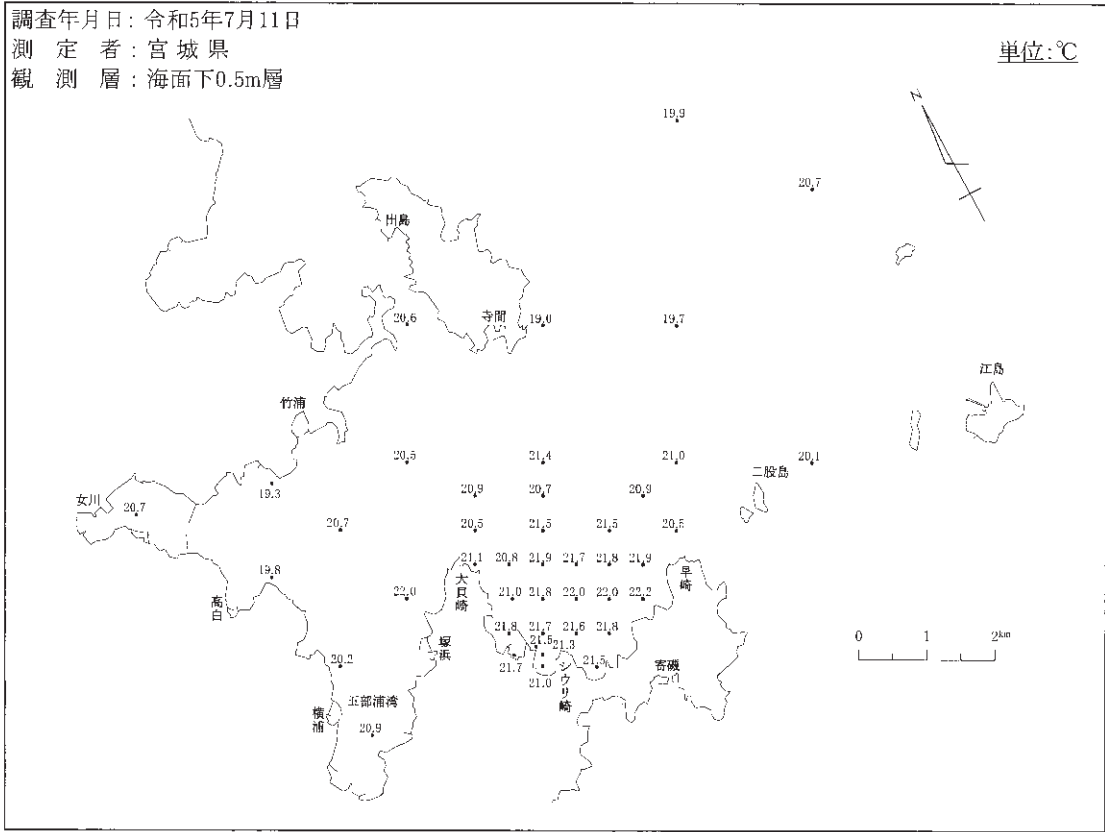 調査年月日：令和5年7月11日
測 定 者：宮城県
観 測 層：海面下0.5m層
単位：℃
N
19.9
20.7
出島
20.6
寺間
19.0
19.7
江島
竹浦
20.5
21.4
21.0
20.1
二股島
19.3
20.9
20.7
20.9
女川
20.7
20.7
20.5
21.5
21.5
20.5
21.1
20.8
21.9
21.7
21.8
21.9
早崎
19.8
大貝崎
高白
22.0
21.0
21.8
22.0
22.0
22.2
21.8
21.7
21.6
21.8
塚浜
21.5
21.3
21.7
21.5
20.2
21.0
シウリ崎
寄磯
0 1 2km
五部浦湾
横浦
20.9